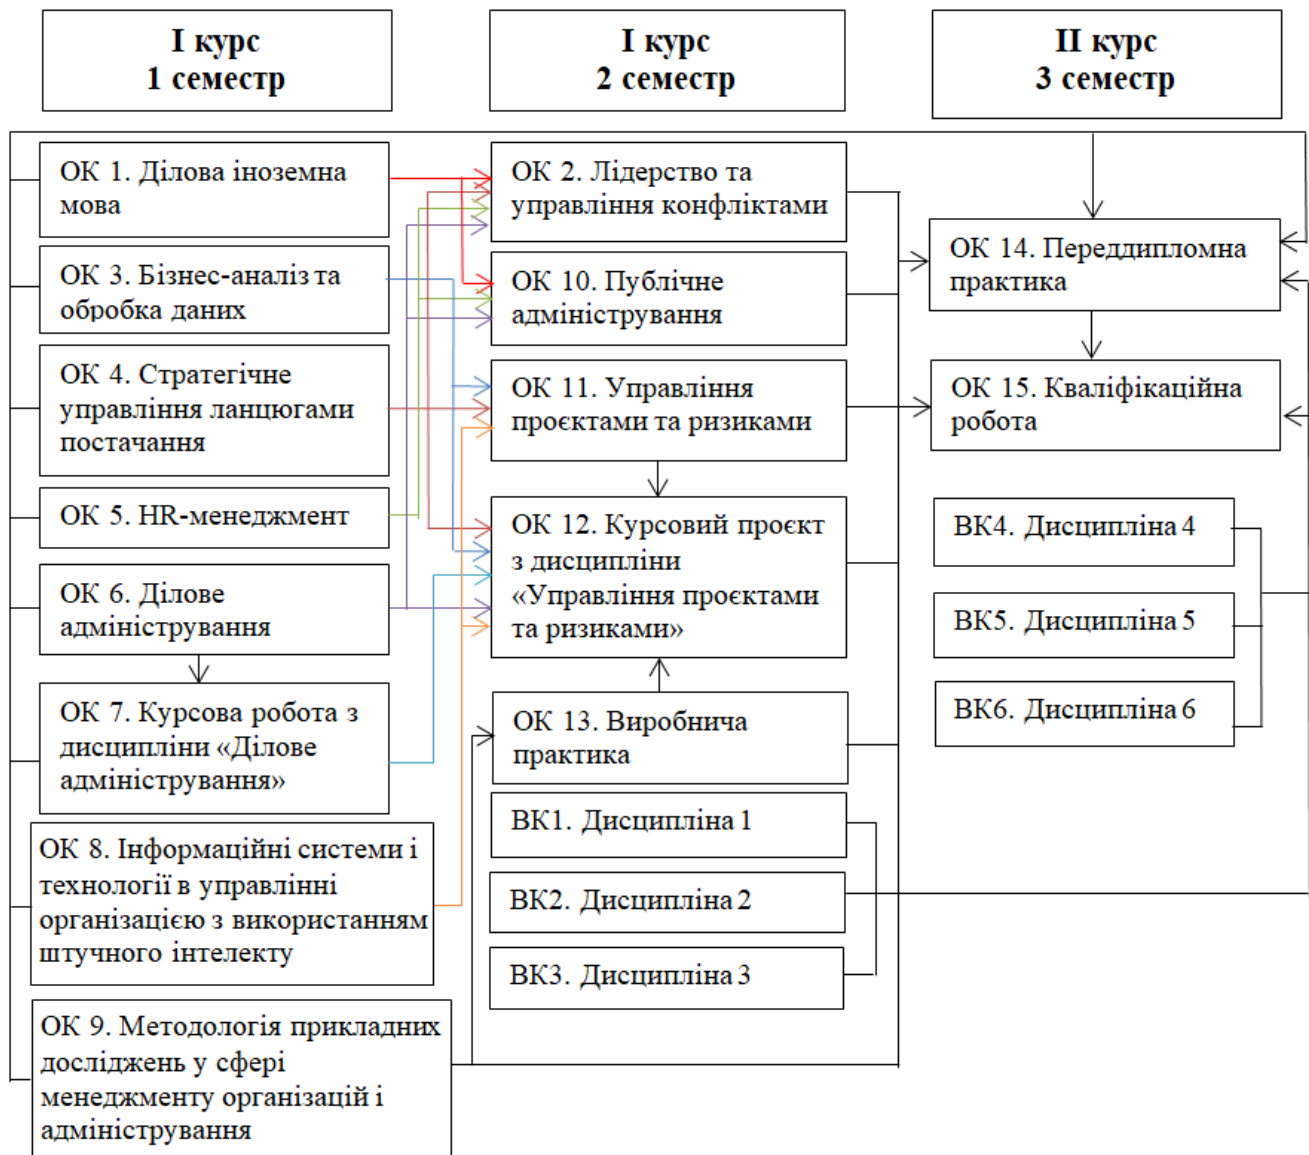 І курс
1 семестр
І курс
2 семестр
ІІ курс
3 семестр
ОК 1. Ділова іноземна
мова
ОК 3. Бізнес-аналіз та
обробка даних
ОК 4. Стратегічне
управління ланцюгами
постачання
ОК 5. HR-менеджмент
ОК 6. Ділове
адміністрування
ОК 7. Курсова робота з
дисципліни «Ділове
адміністрування»
ОК 8. Інформаційні системи і
технології в управлінні
організацією з використанням
штучного інтелекту
ОК 9. Методологія прикладних
досліджень у сфері
менеджменту організацій і
адміністрування
ОК 2. Лідерство та
управління конфліктами
ОК 10. Публічне
адміністрування
ОК 11. Управління
проєктами та ризиками
ОК 12. Курсовий проєкт
з дисципліни
«Управління проєктами
та ризиками»
ОК 13. Виробнича
практика
ВК1. Дисципліна 1
ВК2. Дисципліна 2
ВК3. Дисципліна 3
ОК 14. Переддипломна
практика
ОК 15. Кваліфікаційна
робота
ВК4. Дисципліна 4
ВК5. Дисципліна 5
ВК6. Дисципліна 6